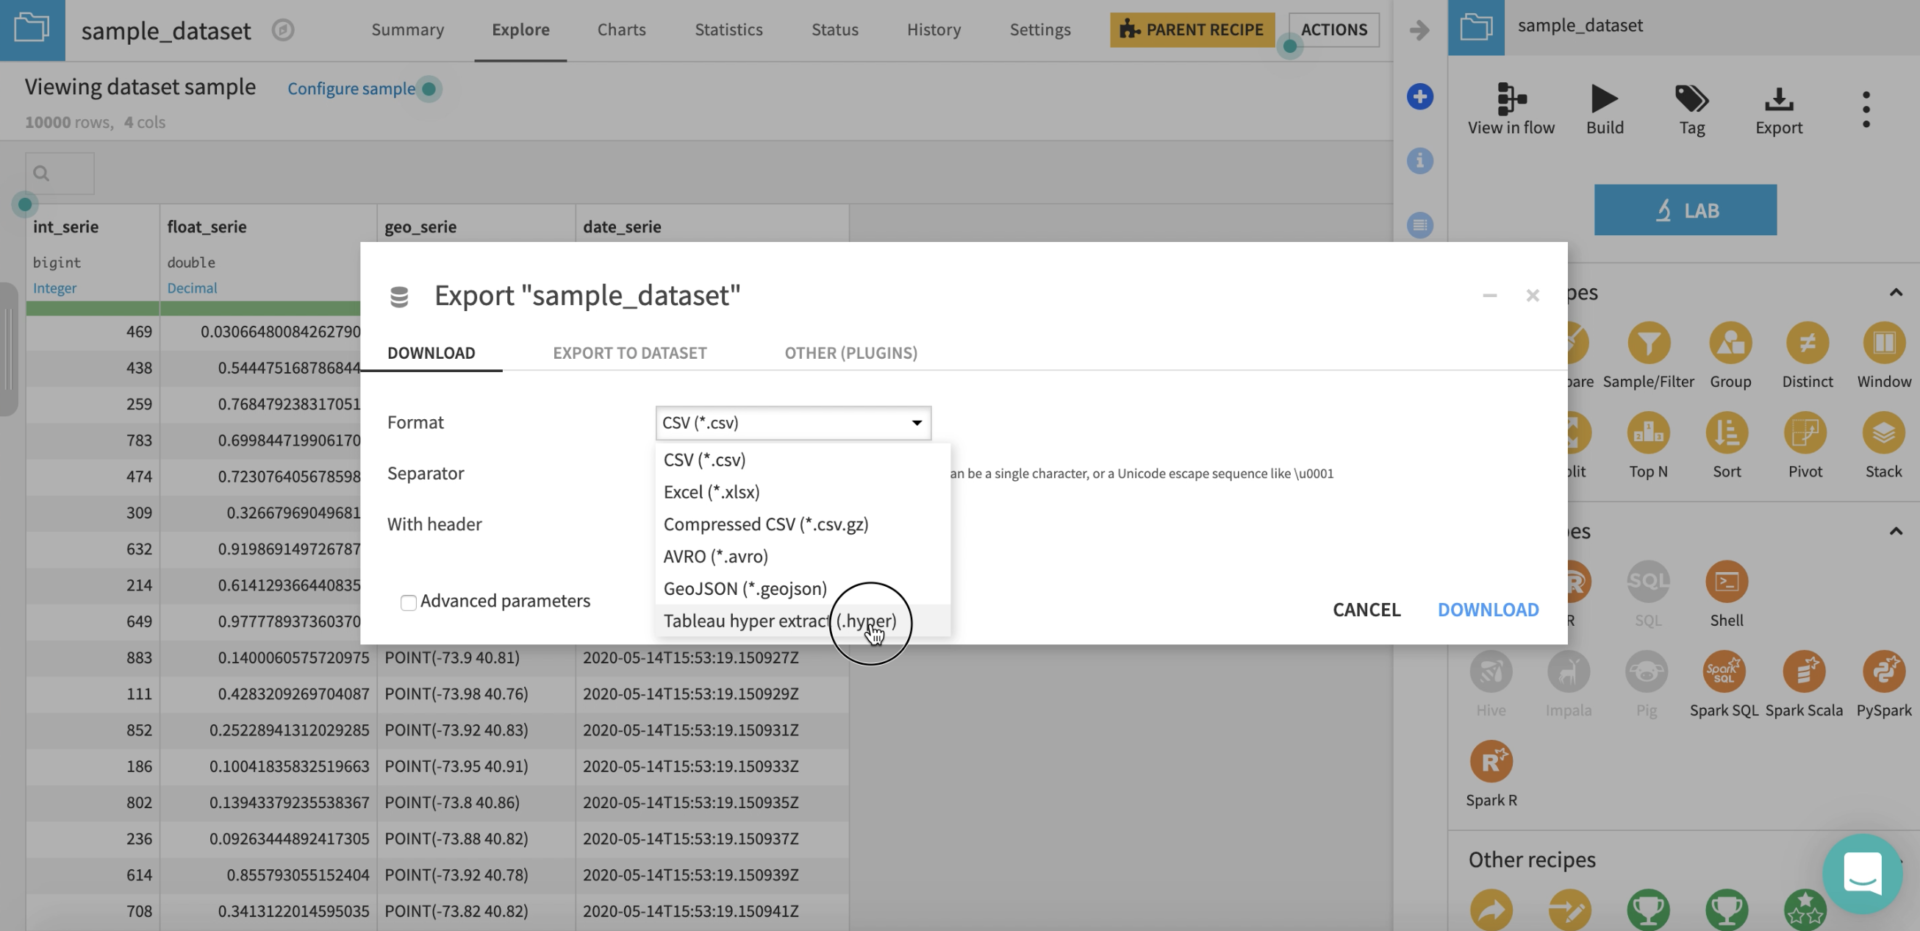 sample_dataset
Summary
Explore
Charts
Statistics
Status
History
Settings
PARENT RECIPE
ACTIONS
sample_dataset
Viewing dataset sample
Configure sample
10000 rows, 4 cols
View in flow
Build
Tag
Export
LAB
int_serie float_serie geo_serie date_serie
bigint double
Integer Decimal
469 0.03066480084262790
438 0.544475168786844
259 0.768479238317051
783 0.699844719906170
474 0.723076405678598
309 0.32667969049681
632 0.919869149726787
214 0.614129366440835
649 0.97778937360370
883 0.1400060575720975 POINT(-73.9 40.81) 2020-05-14T15:53:19.150927Z
111 0.4283209269704087 POINT(-73.98 40.76) 2020-05-14T15:53:19.150929Z
852 0.25228941312029285 POINT(-73.92 40.83) 2020-05-14T15:53:19.150931Z
186 0.10041835832519663 POINT(-73.95 40.91) 2020-05-14T15:53:19.150933Z
802 0.13943379235538367 POINT(-73.8 40.86) 2020-05-14T15:53:19.150935Z
236 0.09263444892417305 POINT(-73.88 40.82) 2020-05-14T15:53:19.150937Z
614 0.855793055152404 POINT(-73.92 40.78) 2020-05-14T15:53:19.150939Z
708 0.3413122014595035 POINT(-73.82 40.82) 2020-05-14T15:53:19.150941Z
Export "sample_dataset"
DOWNLOAD
EXPORT TO DATASET
OTHER (PLUGINS)
Format
CSV (*.csv)
CSV (*.csv)
Excel (*.xlsx)
Compressed CSV (*.csv.gz)
AVRO (*.avro)
GeoJSON (*.geojson)
Tableau hyper extract (.hyper)
Separator
an be a single character, or a Unicode escape sequence like \u0001
With header
Advanced parameters
CANCEL
DOWNLOAD
pes
pare
Sample/Filter
Group
Distinct
Window
plit
Top N
Sort
Pivot
Stack
es
R
R
SQL
SQL
Shell
Hive
Impala
Pig
Spark SQL
Spark SQL
Spark Scala
PySpark
R
Spark R
Other recipes